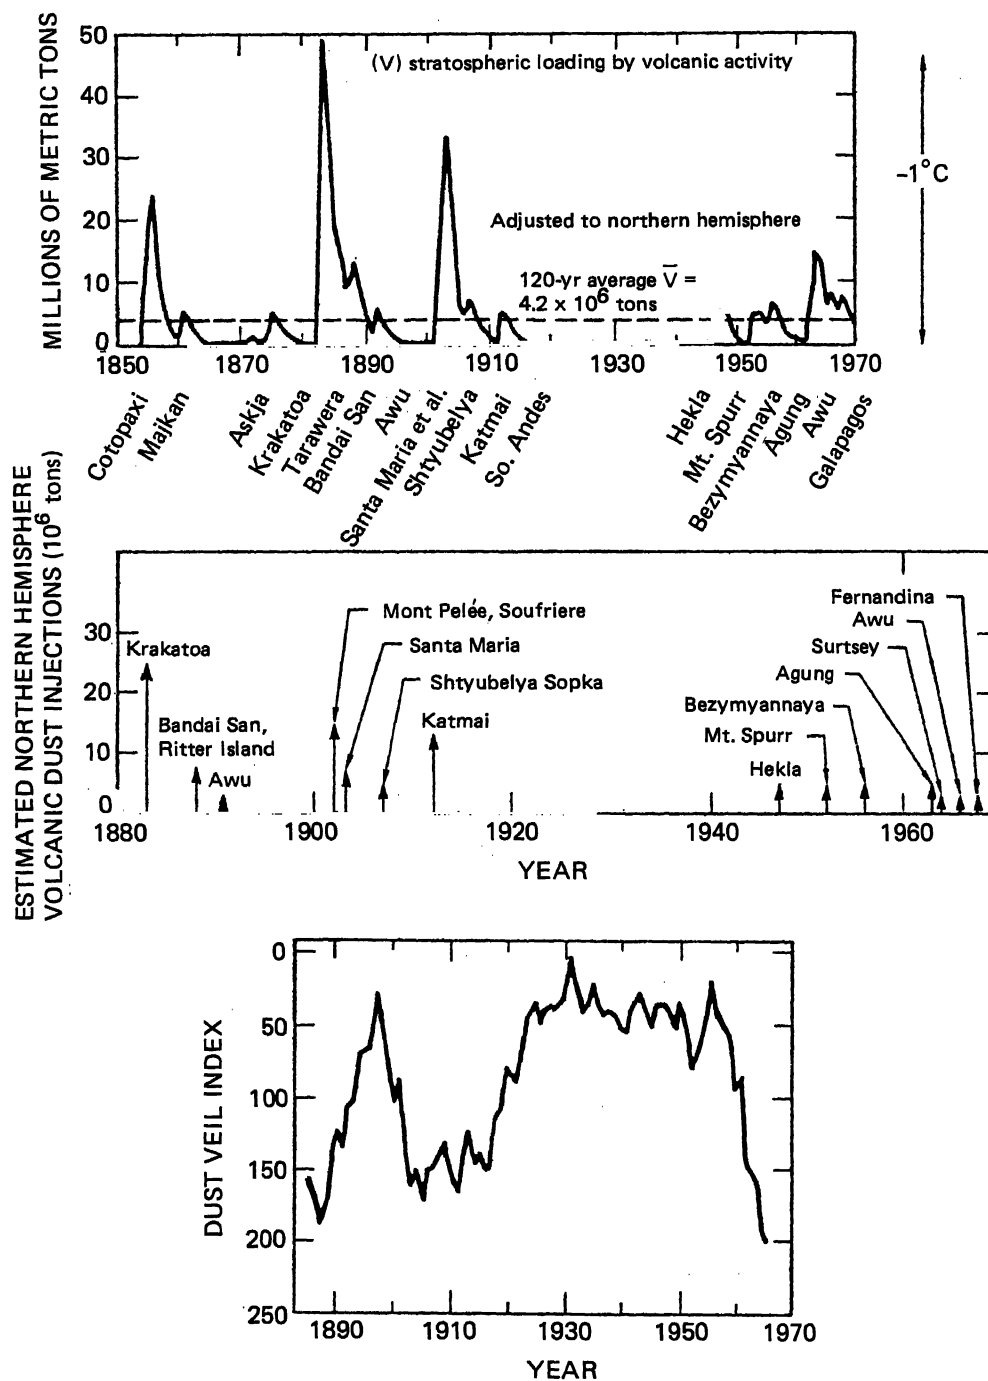 MILLIONS OF METRIC TONS
50
40
30
20
10
0
(V) stratospheric loading by volcanic activity
Adjusted to northern hemisphere
120-yr average V̅ =
4.2 x 10⁶ tons
–1°C
1850
1870
1890
1910
1930
1950
1970
Cotopaxi
Majkan
Askja
Krakatoa
Tarawera
Bandai San
Awu
Santa Maria et al.
Shtyubelya
Katmai
So. Andes
Hekla
Mt. Spurr
Bezymyannaya
Āgung
Awu
Galapagos
ESTIMATED NORTHERN HEMISPHERE
VOLCANIC DUST INJECTIONS (10⁶ tons)
30
20
10
0
Krakatoa
Bandai San,
Ritter Island
Awu
Mont Pelée, Soufriere
Santa Maria
Shtyubelya Sopka
Katmai
Fernandina
Awu
Surtsey
Agung
Bezymyannaya
Mt. Spurr
Hekla
1880
1900
1920
1940
1960
YEAR
DUST VEIL INDEX
0
50
100
150
200
250
1890
1910
1930
1950
1970
YEAR